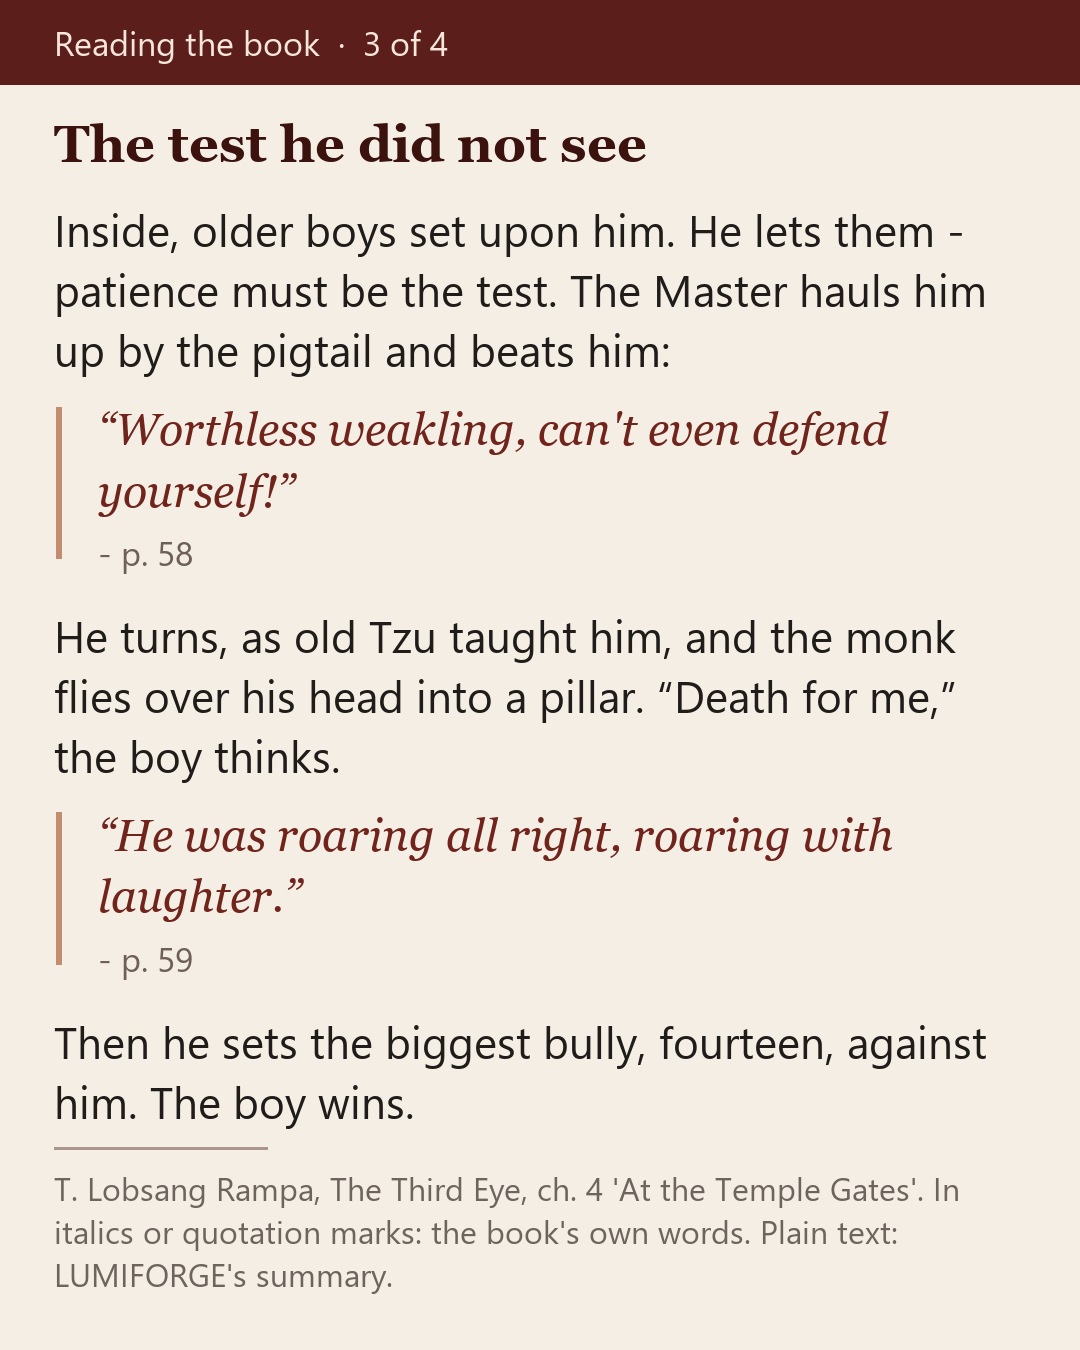 Reading the book · 3 of 4
The test he did not see
Inside, older boys set upon him. He lets them -
patience must be the test. The Master hauls him
up by the pigtail and beats him:
“Worthless weakling, can't even defend
yourself!”
- p. 58
He turns, as old Tzu taught him, and the monk
flies over his head into a pillar. “Death for me,”
the boy thinks.
“He was roaring all right, roaring with
laughter.”
- p. 59
Then he sets the biggest bully, fourteen, against
him. The boy wins.
T. Lobsang Rampa, The Third Eye, ch. 4 'At the Temple Gates'. In
italics or quotation marks: the book's own words. Plain text:
LUMIFORGE's summary.